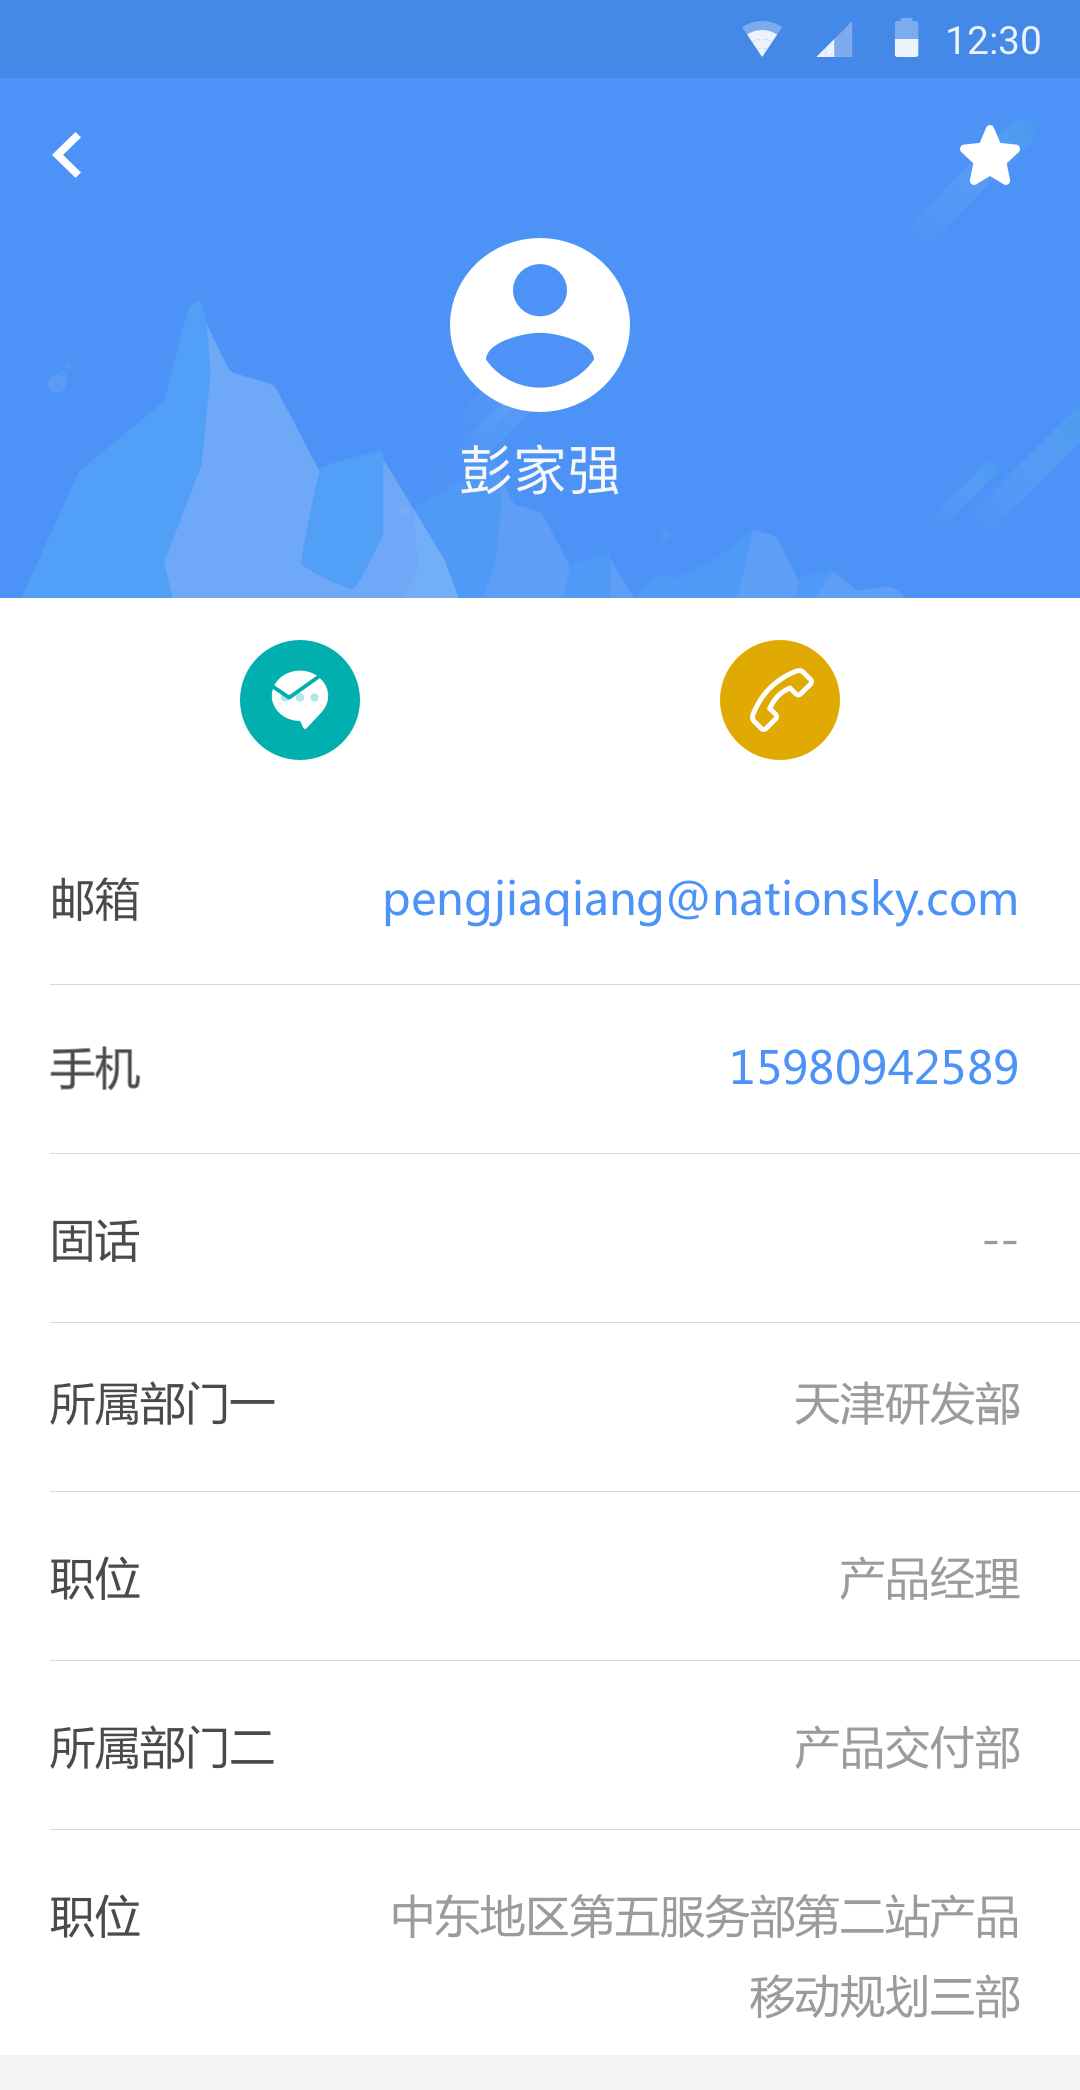 12:30
彭家强
邮箱 pengjiaqiang@nationsky.com
手机 15980942589
固话 --
所属部门一 天津研发部
职位 产品经理
所属部门二 产品交付部
职位 中东地区第五服务部第二站产品
移动规划三部